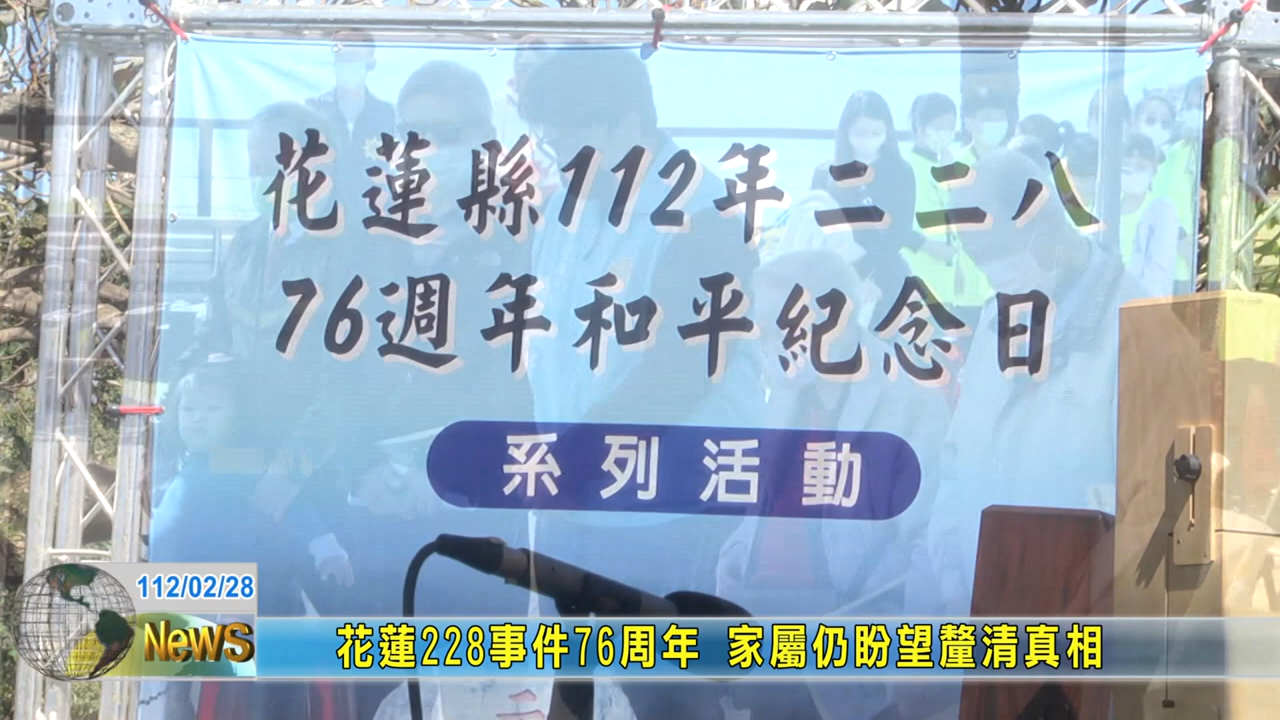 花蓮縣112年二二八
76週年和平紀念日
系列活動
112/02/28
NewS
花蓮228事件76周年 家屬仍盼望釐清真相